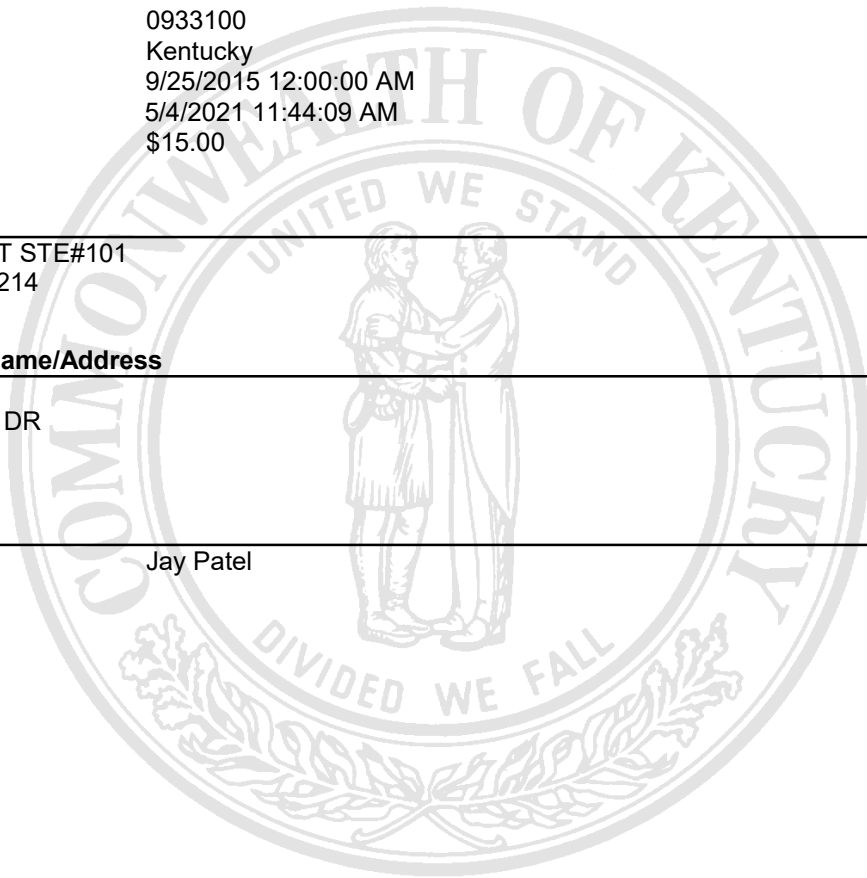 0933100
Kentucky
9/25/2015 12:00:00 AM
5/4/2021 11:44:09 AM
$15.00
COMMONWEALTH OF KENTUCKY
UNITED WE STAND
T STE#101
214
ame/Address
DR
Jay Patel
DIVIDED WE FALL